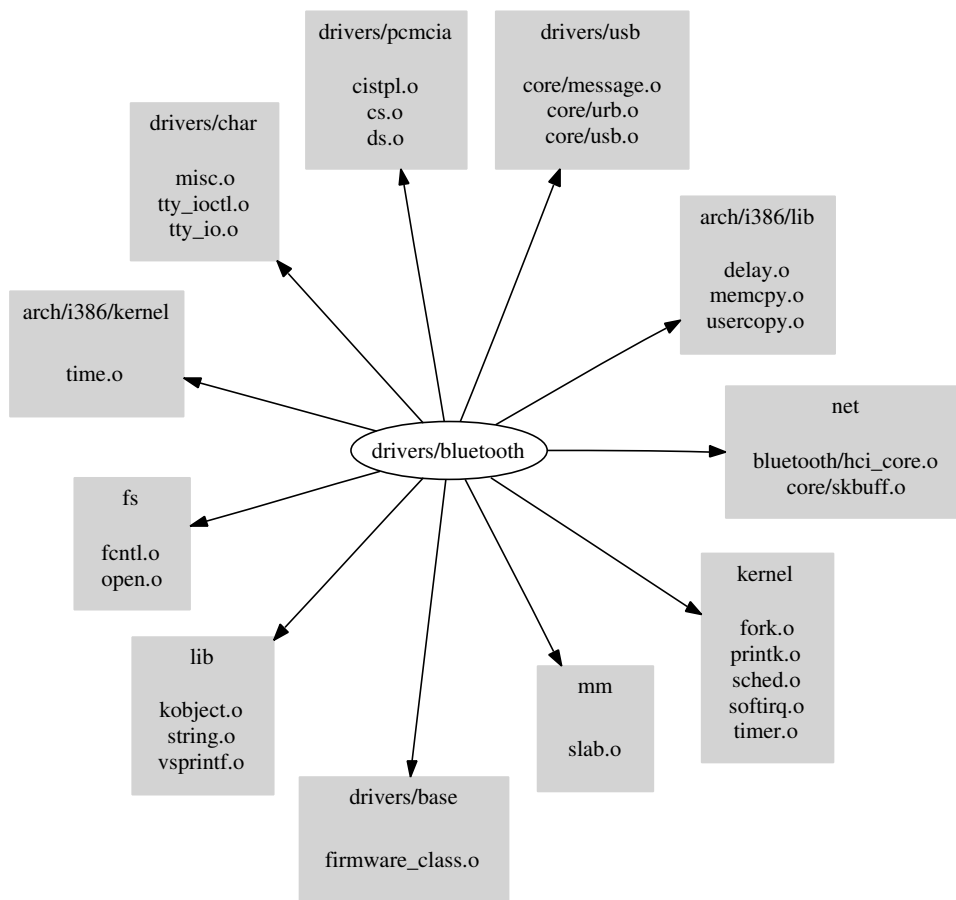 drivers/pcmcia
cistpl.o
cs.o
ds.o
drivers/usb
core/message.o
core/urb.o
core/usb.o
drivers/char
misc.o
tty_ioctl.o
tty_io.o
arch/i386/lib
delay.o
memcpy.o
usercopy.o
arch/i386/kernel
time.o
net
bluetooth/hci_core.o
core/skbuff.o
drivers/bluetooth
fs
fcntl.o
open.o
kernel
fork.o
printk.o
sched.o
softirq.o
timer.o
lib
kobject.o
string.o
vsprintf.o
mm
slab.o
drivers/base
firmware_class.o